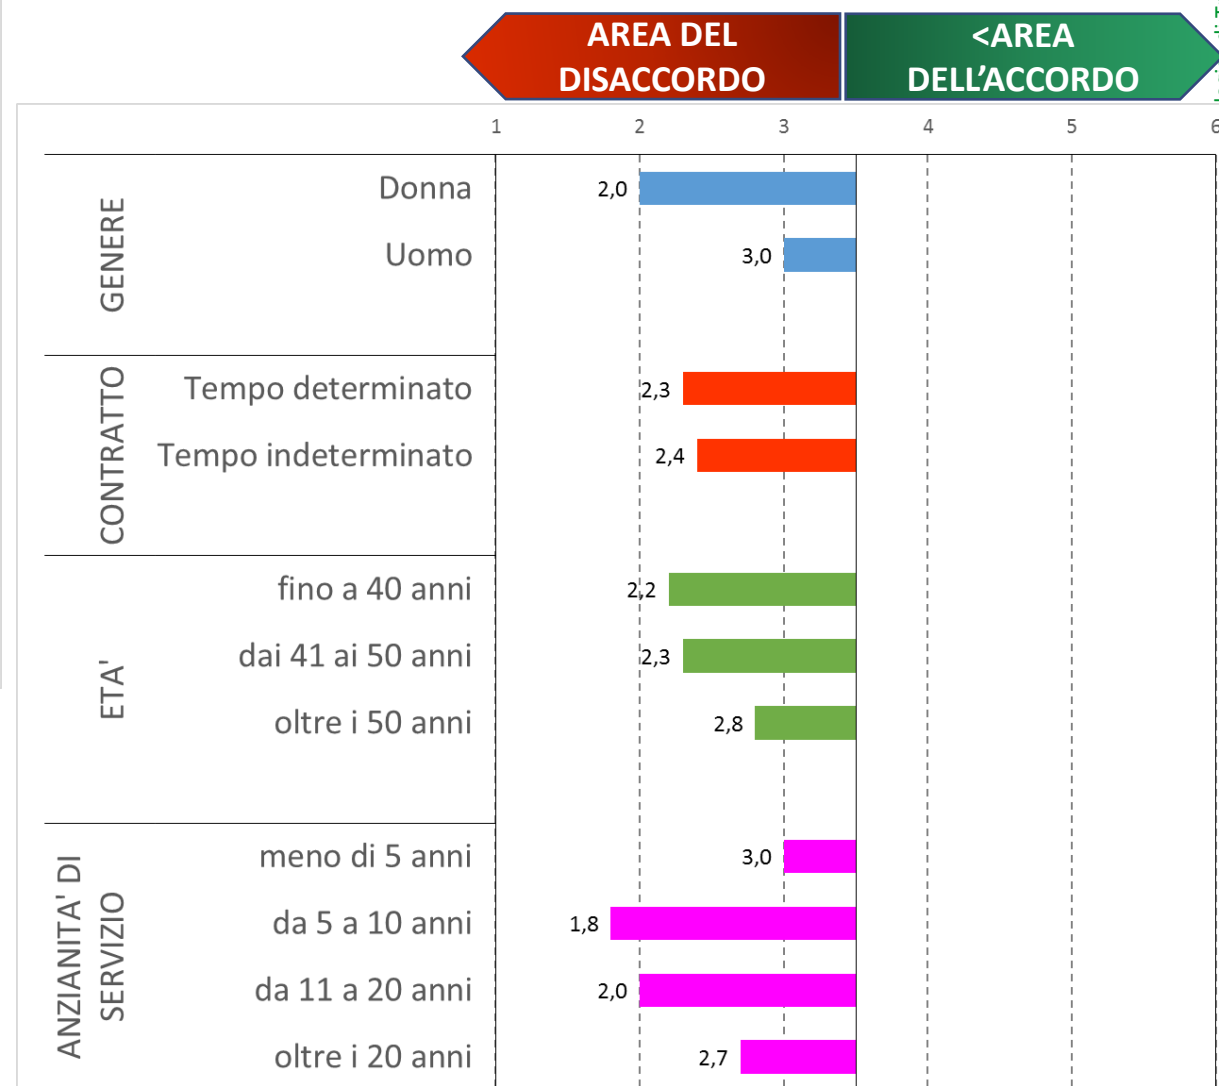 AREA DEL
DISACCORDO
<AREA
DELL’ACCORDO
1 2 3 4 5 6
GENERE
Donna 2,0
Uomo 3,0
CONTRATTO
Tempo determinato 2,3
Tempo indeterminato 2,4
ETA'
fino a 40 anni 2,2
dai 41 ai 50 anni 2,3
oltre i 50 anni 2,8
ANZIANITA' DI
SERVIZIO
meno di 5 anni 3,0
da 5 a 10 anni 1,8
da 11 a 20 anni 2,0
oltre i 20 anni 2,7